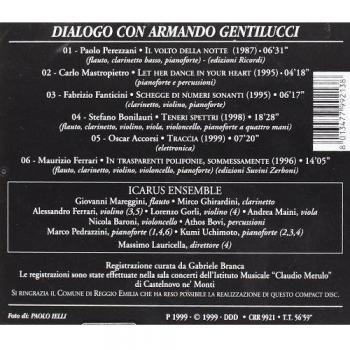 DIALOGO CON ARMANDO GENTILUCCI
01 - Paolo Perezzani • IL VOLTO DELLA NOTTE (1987) • 06'31"
(flauto, clarinetto basso, pianoforte) - (edizioni Ricordi)
02 - Carlo Mastropietro • LET HER DANCE IN YOUR HEART (1995) • 04'18"
(pianoforte e percussioni)
03 - Fabrizio Fanticini • SCHEGGE DI NUMERI SONANTI (1995) • 06'17"
(clarinetto, violino, pianoforte)
04 - Stefano Bonilauri • TENERI SPETTRI (1998) • 18'28"
(flauto, clarinetto, violino, viola, violoncello, pianoforte a quattro mani)
05 - Oscar Accorsi • TRACCIA (1999) • 07'20"
(elettronica)
06 - Maurizio Ferrari • IN TRASPARENTI POLIFONIE, SOMMESSAMENTE (1996) • 14'05"
(flauto, clarinetto, violino, violoncello, pianoforte) (edizioni Suvini Zerboni)
ICARUS ENSEMBLE
Giovanni Mareggini, flauto • Mirco Ghirardini, clarinetto
Alessandro Ferrari, violino (3,5) • Lorenzo Gorli, violino (4) • Andrea Maini, viola
Nicola Baroni, violoncello • Athos Bovi, percussioni
Marco Pedrazzini, pianoforte (1,4,6) • Kumi Uchimoto, pianoforte (2,3,4)
Massimo Lauricella, direttore (4)
Registrazione curata da Gabriele Branca
Le registrazioni sono state effettuate nella sala concerti dell'Istituto Musicale "Claudio Merulo"
di Castelnovo ne' Monti
SI RINGRAZIA IL COMUNE DI REGGIO EMILIA CHE HA RESO POSSIBILE LA REALIZZAZIONE DI QUESTO COMPACT DISC.
Foto di: PAOLO IELLI
P 1999 • © 1999 - DDD • CRR 9921 • T.T. 56'59"